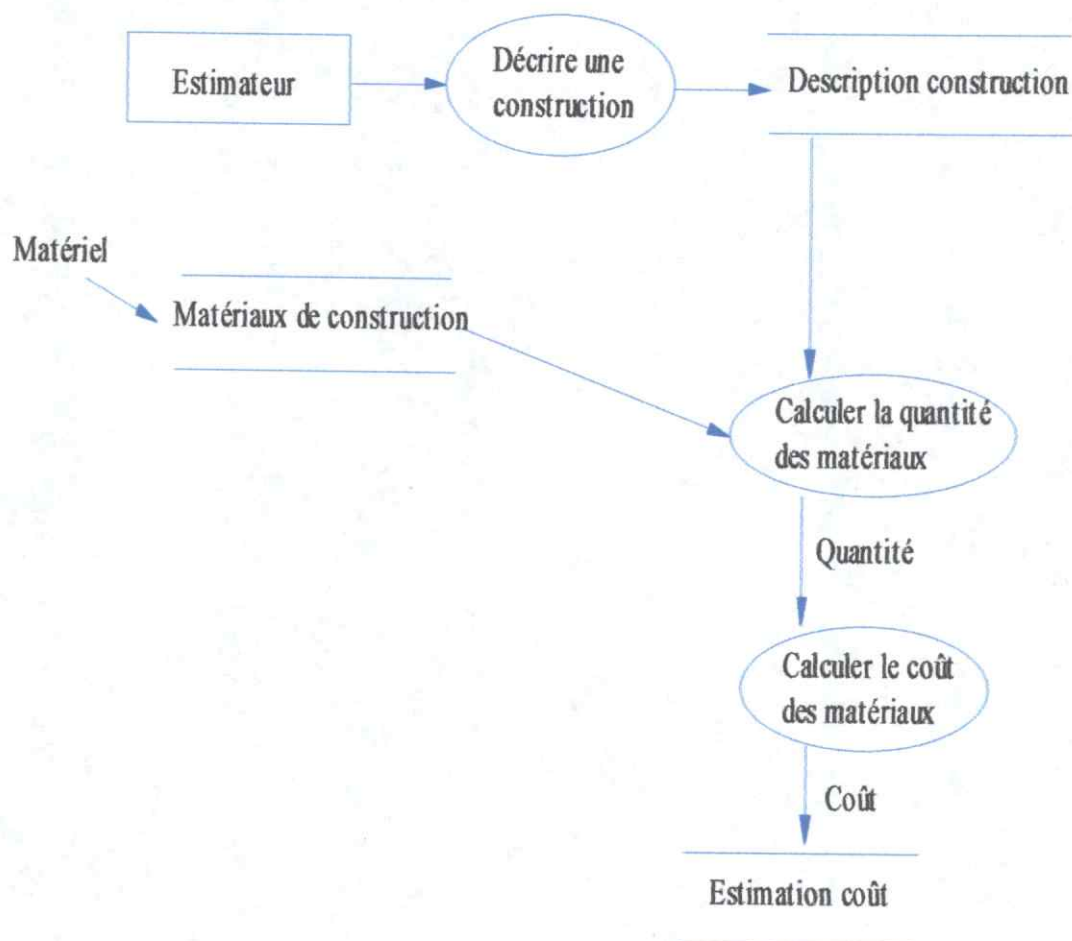 Estimateur
Décrire une
construction
Description construction
Matériel
Matériaux de construction
Calculer la quantité
des matériaux
Quantité
Calculer le coût
des matériaux
Coût
Estimation coût